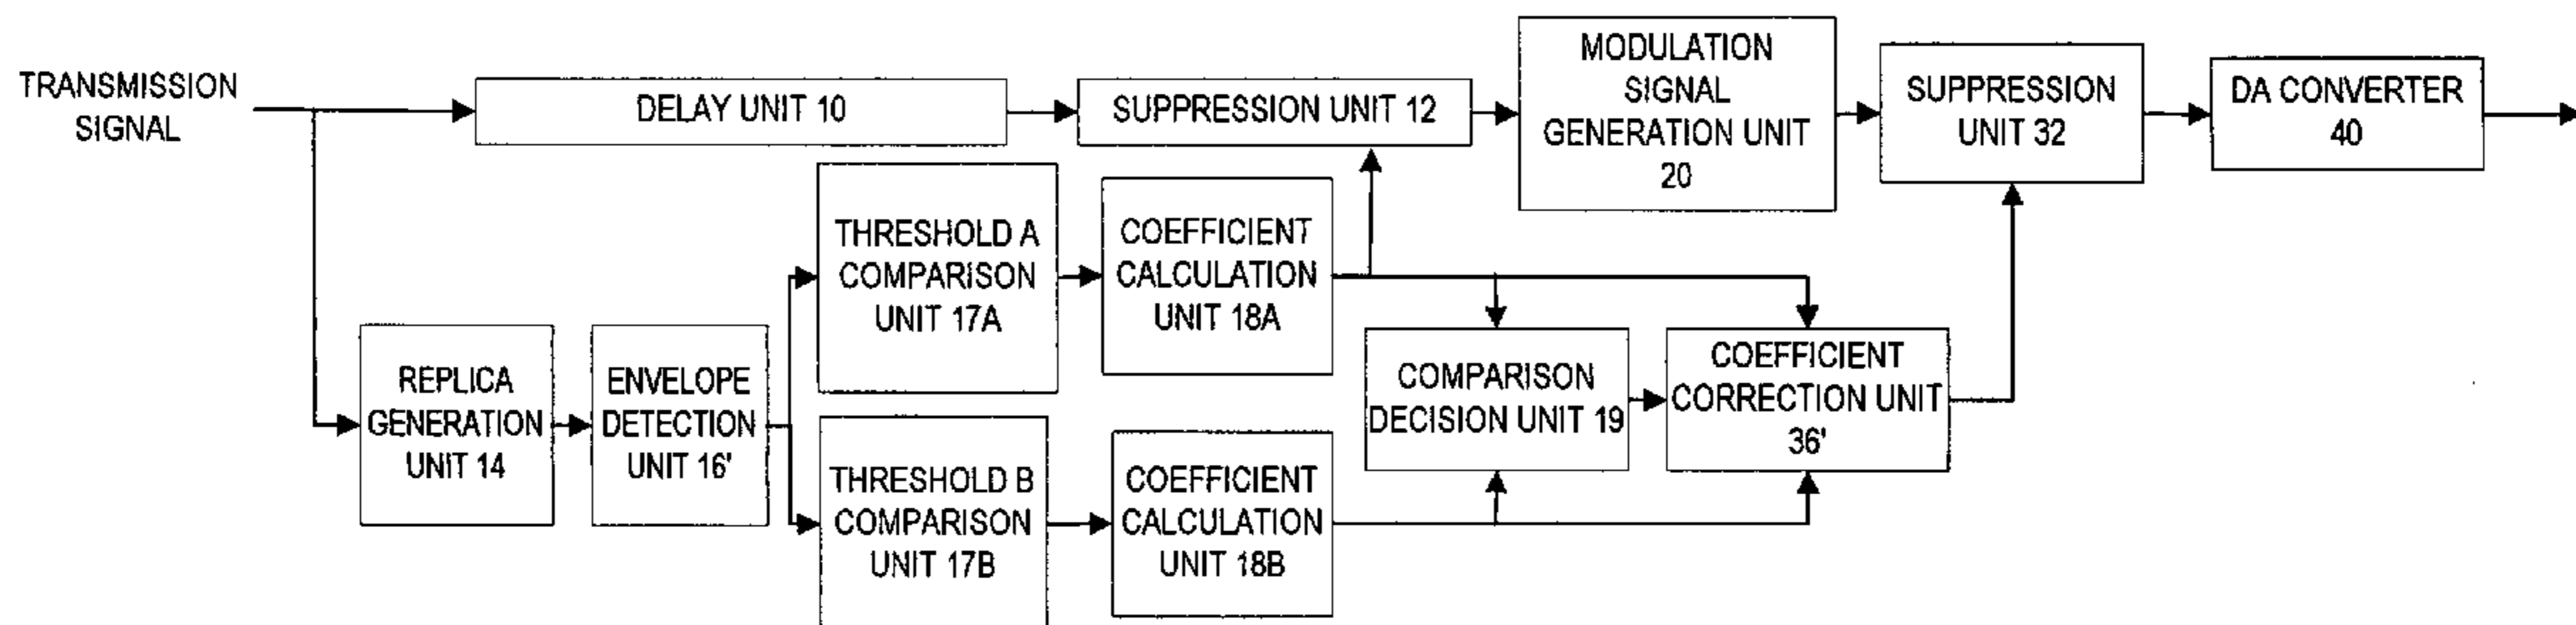 TRANSMISSION
SIGNAL
DELAY UNIT 10
SUPPRESSION UNIT 12
MODULATION
SIGNAL
GENERATION UNIT
20
SUPPRESSION
UNIT 32
DA CONVERTER
40
THRESHOLD A
COMPARISON
UNIT 17A
COEFFICIENT
CALCULATION
UNIT 18A
REPLICA
GENERATION
UNIT 14
ENVELOPE
DETECTION
UNIT 16'
COMPARISON
DECISION UNIT 19
COEFFICIENT
CORRECTION UNIT
36'
THRESHOLD B
COMPARISON
UNIT 17B
COEFFICIENT
CALCULATION
UNIT 18B